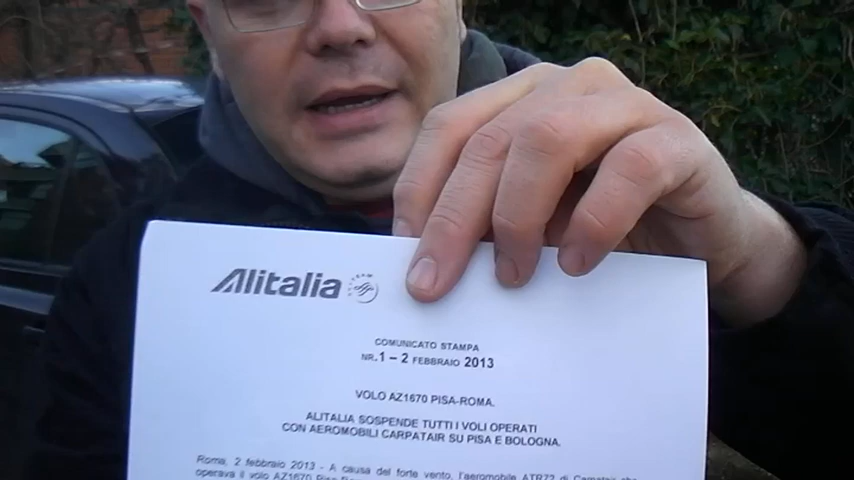 Alitalia
COMUNICATO STAMPA
NR. 1 – 2 FEBBRAIO 2013
VOLO AZ1670 PISA-ROMA.
ALITALIA SOSPENDE TUTTI I VOLI OPERATI
CON AEROMOBILI CARPATAIR SU PISA E BOLOGNA.
Roma, 2 febbraio 2013 - A causa del forte vento, l'aeromobile ATR72 di Carpatair che
operava il volo AZ1670